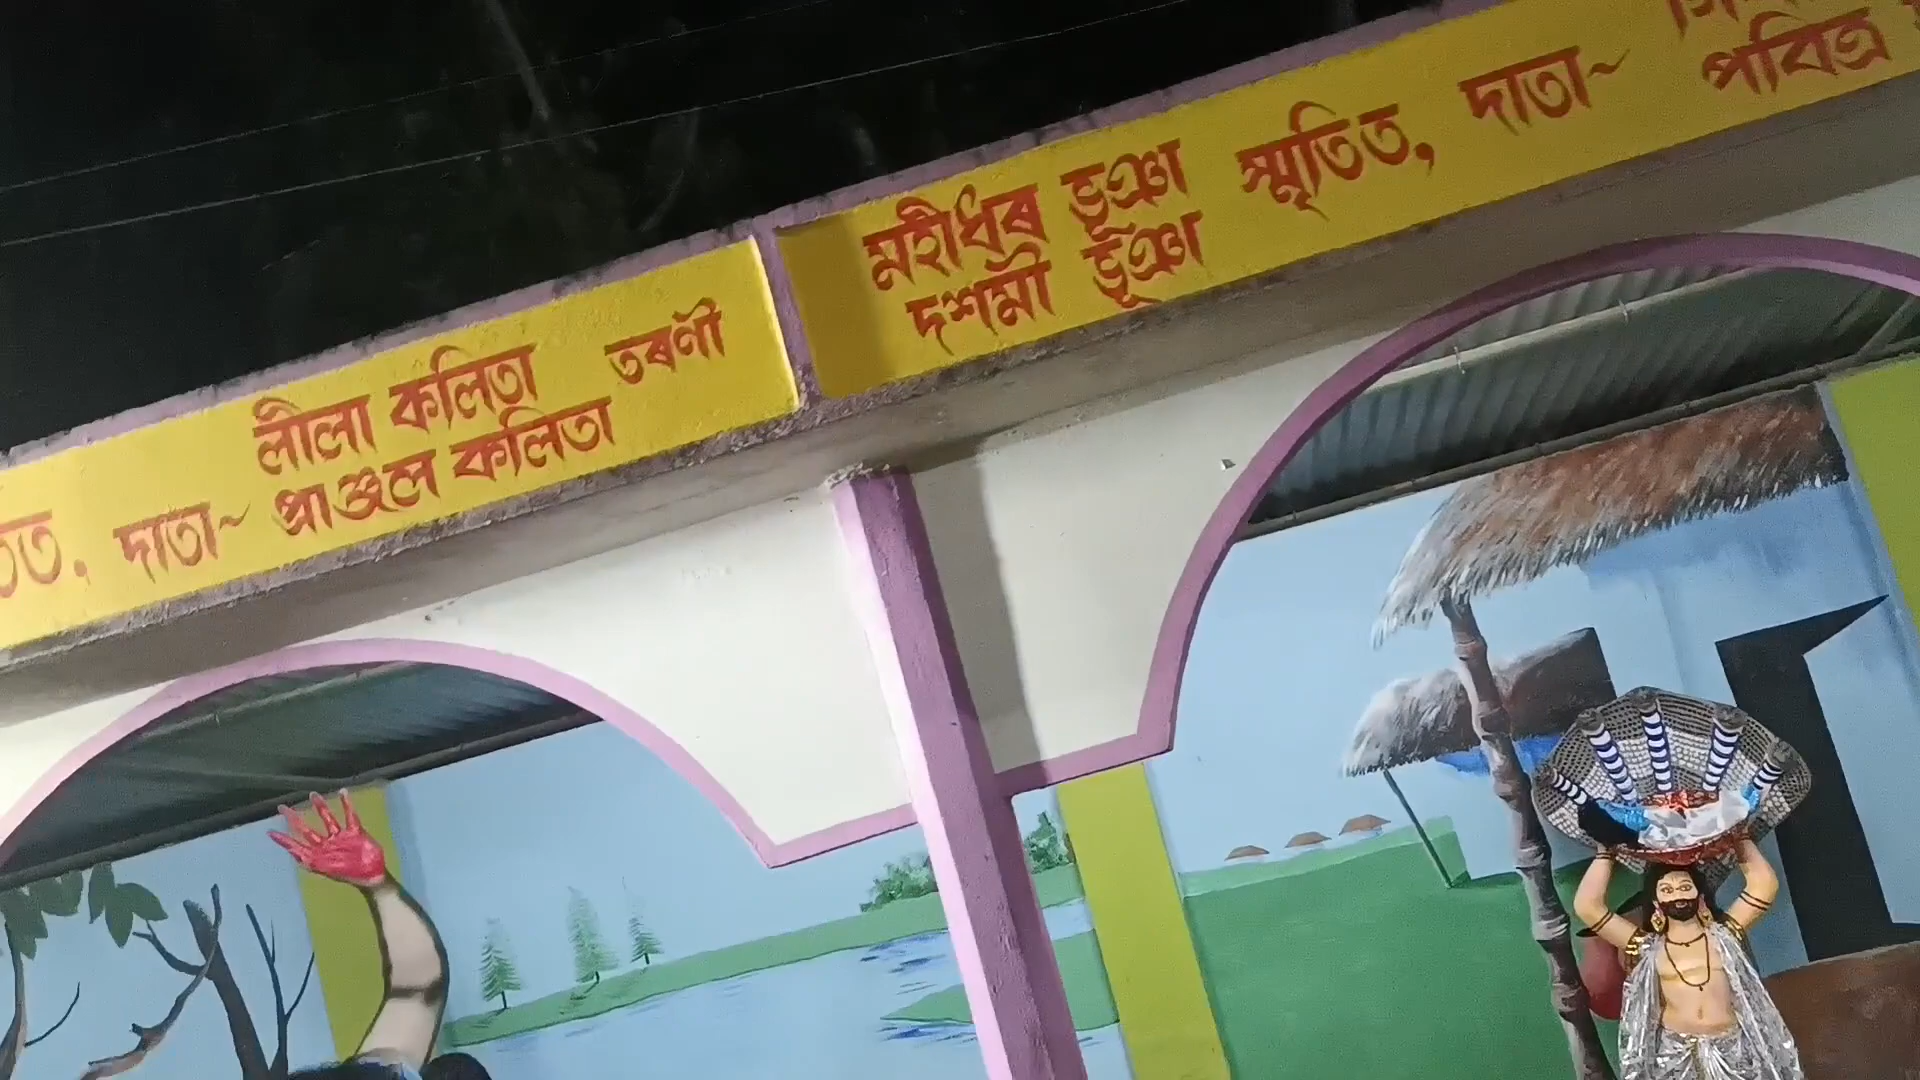 লীলা কলিতা তৰণী
তিত, দাতা~ প্ৰাঞ্জল কলিতা
মহীধৰ ভূঞা স্মৃতিত, দাতা~ পবিত্ৰ
দশমী ভূঞা